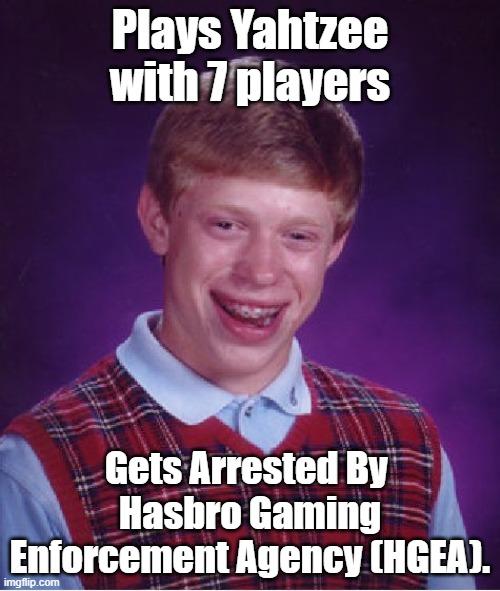 Plays Yahtzee
with 7 players
Gets Arrested By
Hasbro Gaming
Enforcement Agency (HGEA).
imgflip.com